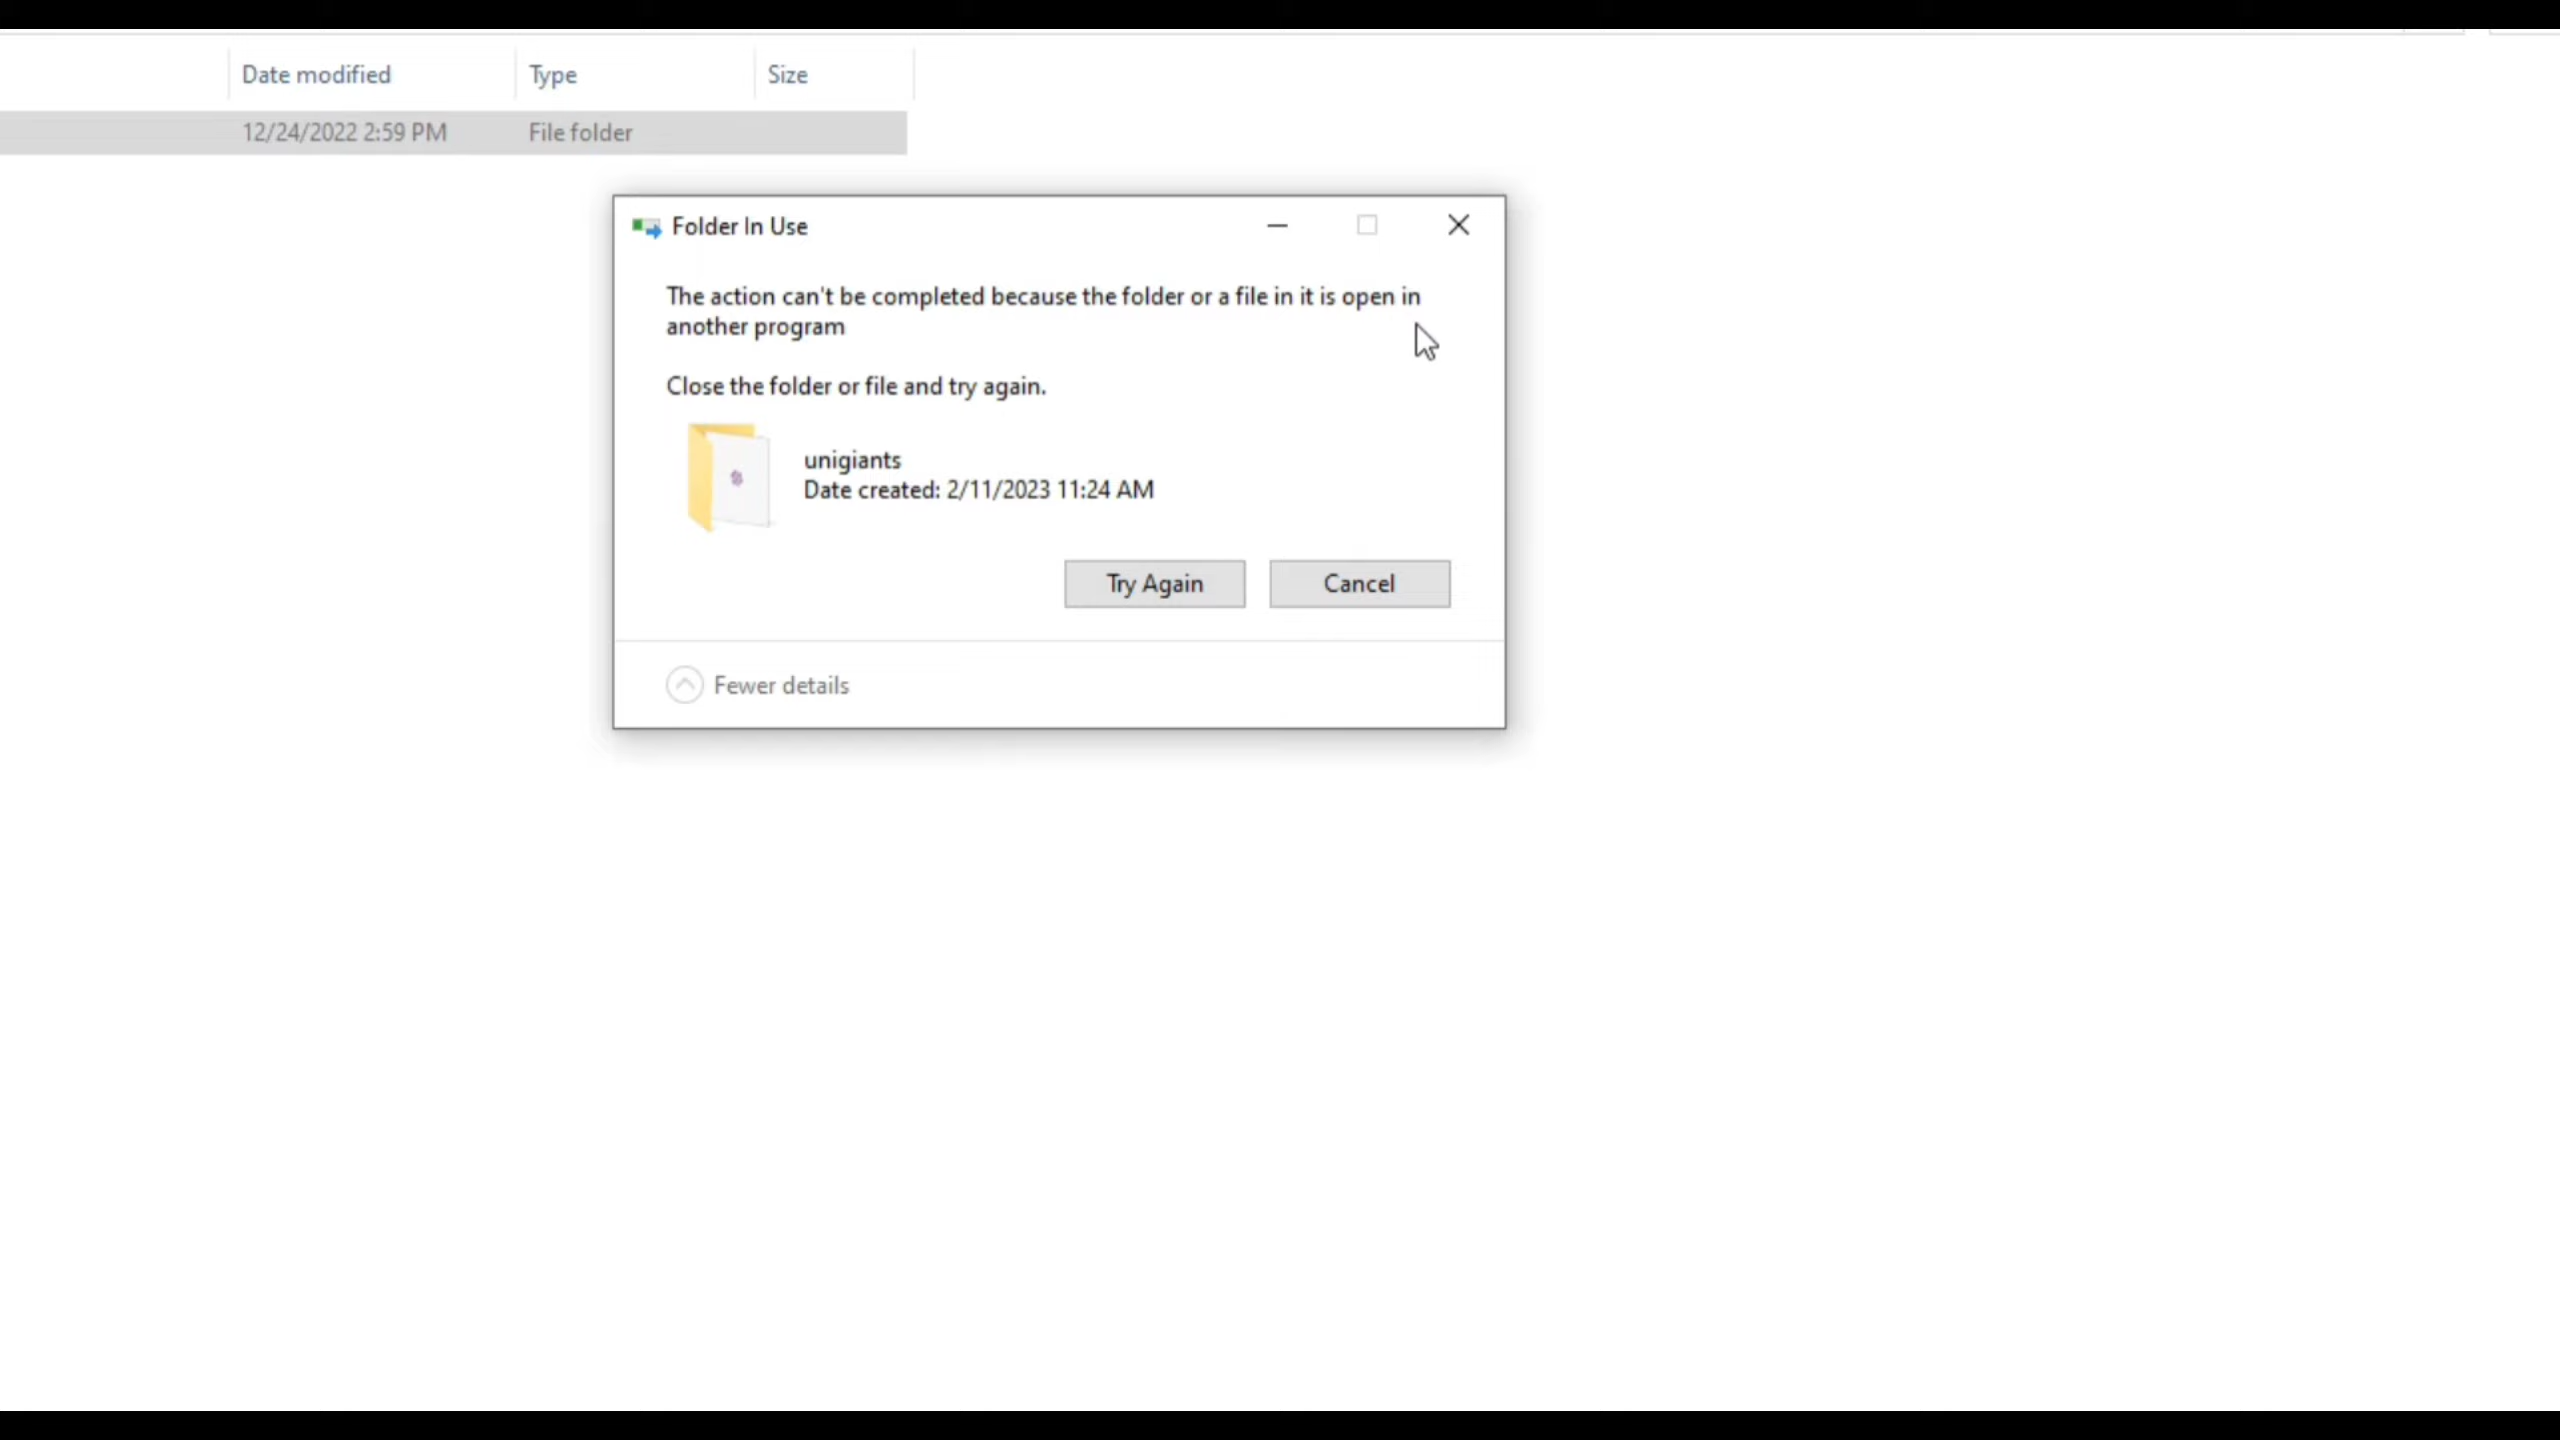 Date modified Type Size
12/24/2022 2:59 PM File folder
Folder In Use
The action can't be completed because the folder or a file in it is open in
another program
Close the folder or file and try again.
unigiants
Date created: 2/11/2023 11:24 AM
Try Again Cancel
Fewer details